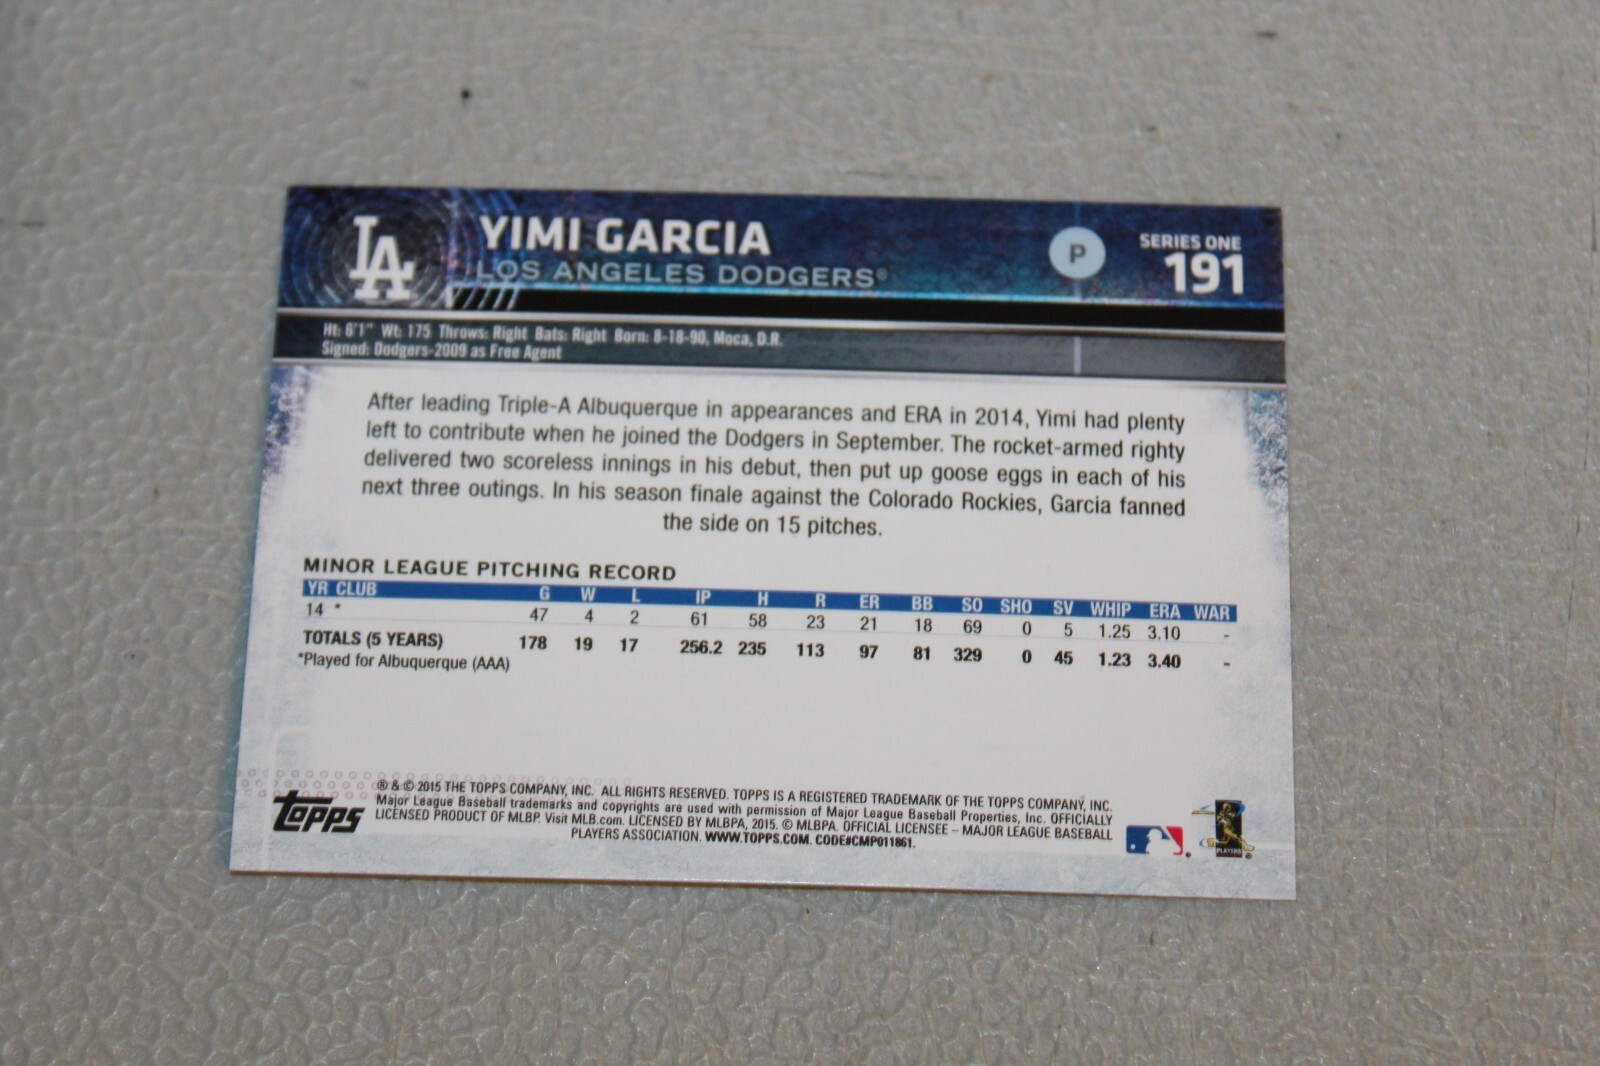 LA
YIMI GARCIA
LOS ANGELES DODGERS®
P
SERIES ONE
191
Ht: 6'1" Wt: 175 Throws: Right Bats: Right Born: 8-18-90, Moca, D.R.
Signed: Dodgers-2009 as Free Agent
After leading Triple-A Albuquerque in appearances and ERA in 2014, Yimi had plenty
left to contribute when he joined the Dodgers in September. The rocket-armed righty
delivered two scoreless innings in his debut, then put up goose eggs in each of his
next three outings. In his season finale against the Colorado Rockies, Garcia fanned
the side on 15 pitches.
MINOR LEAGUE PITCHING RECORD
YR CLUB G W L IP H R ER BB SO SHO SV WHIP ERA WAR
14 * 47 4 2 61 58 23 21 18 69 0 5 1.25 3.10 -
TOTALS (5 YEARS) 178 19 17 256.2 235 113 97 81 329 0 45 1.23 3.40 -
*Played for Albuquerque (AAA)
topps
® & © 2015 THE TOPPS COMPANY, INC. ALL RIGHTS RESERVED. TOPPS IS A REGISTERED TRADEMARK OF THE TOPPS COMPANY, INC.
Major League Baseball trademarks and copyrights are used with permission of Major League Baseball Properties, Inc. OFFICIALLY
LICENSED PRODUCT OF MLBP. Visit MLB.com. LICENSED BY MLBPA, 2015. © MLBPA. OFFICIAL LICENSEE – MAJOR LEAGUE BASEBALL
PLAYERS ASSOCIATION. WWW.TOPPS.COM. CODE#CMP011861.
PLAYERS